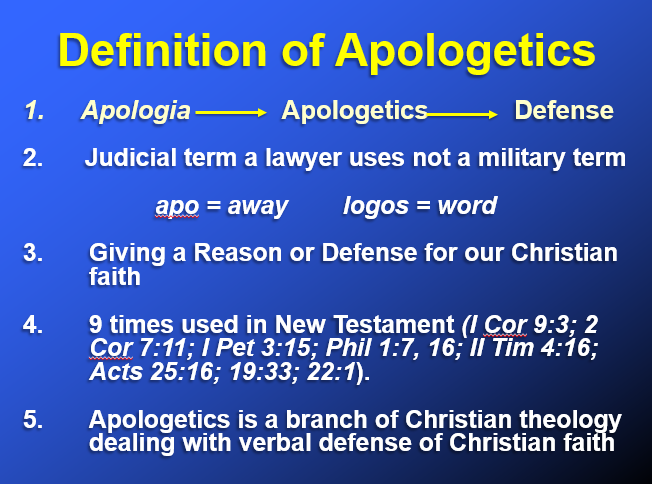 Definition of Apologetics
1. Apologia Apologetics Defense
2. Judicial term a lawyer uses not a military term
apo = away logos = word
3. Giving a Reason or Defense for our Christian
faith
4. 9 times used in New Testament (I Cor 9:3; 2
Cor 7:11; I Pet 3:15; Phil 1:7, 16; II Tim 4:16;
Acts 25:16; 19:33; 22:1).
5. Apologetics is a branch of Christian theology
dealing with verbal defense of Christian faith